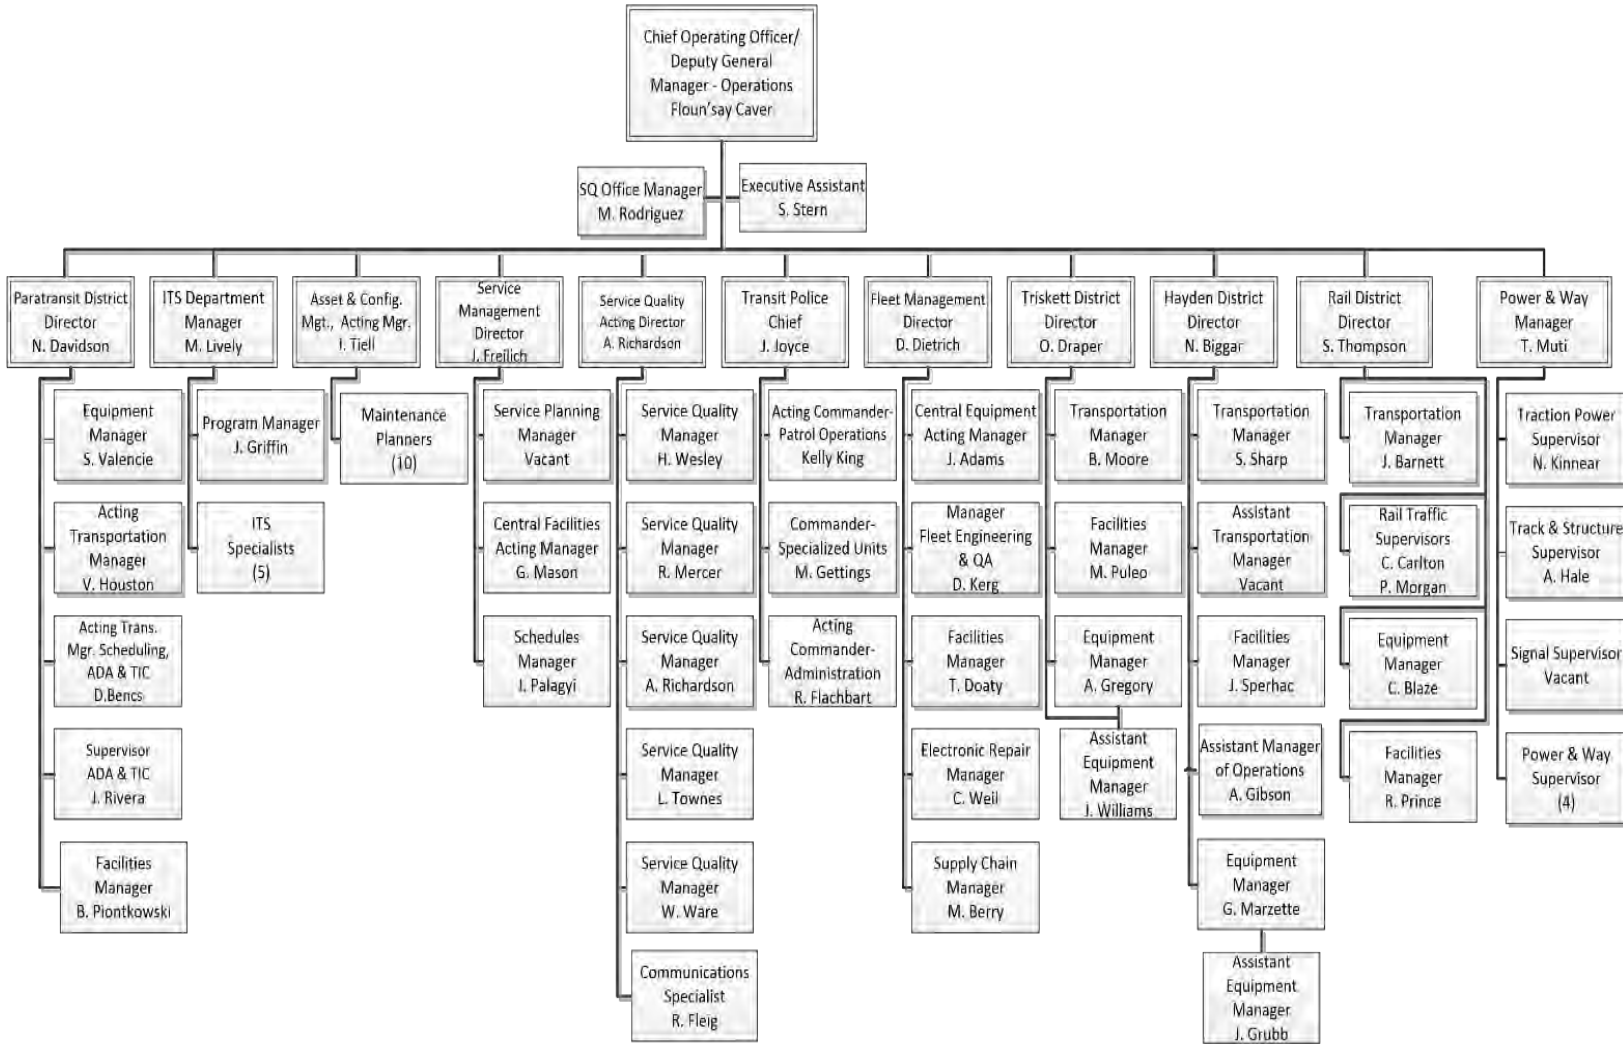 Chief Operating Officer/
Deputy General
Manager - Operations
Floun'say Caver
SQ Office Manager
M. Rodriguez
Executive Assistant
S. Stern
Paratransit District
Director
N. Davidson
ITS Department
Manager
M. Lively
Asset & Config.
Mgt., Acting Mgr.
I. Tiell
Service
Management
Director
J. Freilich
Service Quality
Acting Director
A. Richardson
Transit Police
Chief
J. Joyce
Fleet Management
Director
D. Dietrich
Triskett District
Director
O. Draper
Hayden District
Director
N. Biggar
Rail District
Director
S. Thompson
Power & Way
Manager
T. Muti
Equipment
Manager
S. Valencie
Acting
Transportation
Manager
V. Houston
Acting Trans.
Mgr. Scheduling,
ADA & TIC
D.Bencs
Supervisor
ADA & TIC
J. Rivera
Facilities
Manager
B. Piontkowski
Program Manager
J. Griffin
ITS
Specialists
(5)
Maintenance
Planners
(10)
Service Planning
Manager
Vacant
Central Facilities
Acting Manager
G. Mason
Schedules
Manager
J. Palagyi
Service Quality
Manager
H. Wesley
Service Quality
Manager
R. Mercer
Service Quality
Manager
A. Richardson
Service Quality
Manager
L. Townes
Service Quality
Manager
W. Ware
Communications
Specialist
R. Fleig
Acting Commander-
Patrol Operations
Kelly King
Commander-
Specialized Units
M. Gettings
Acting
Commander-
Administration
R. Flachbart
Central Equipment
Acting Manager
J. Adams
Manager
Fleet Engineering
& QA
D. Kerg
Facilities
Manager
T. Doaty
Electronic Repair
Manager
C. Weil
Supply Chain
Manager
M. Berry
Transportation
Manager
B. Moore
Facilities
Manager
M. Puleo
Equipment
Manager
A. Gregory
Assistant
Equipment
Manager
J. Williams
Transportation
Manager
S. Sharp
Assistant
Transportation
Manager
Vacant
Facilities
Manager
J. Sperhac
Assistant Manager
of Operations
A. Gibson
Equipment
Manager
G. Marzette
Assistant
Equipment
Manager
J. Grubb
Transportation
Manager
J. Barnett
Rail Traffic
Supervisors
C. Carlton
P. Morgan
Equipment
Manager
C. Blaze
Facilities
Manager
R. Prince
Traction Power
Supervisor
N. Kinnear
Track & Structure
Supervisor
A. Hale
Signal Supervisor
Vacant
Power & Way
Supervisor
(4)